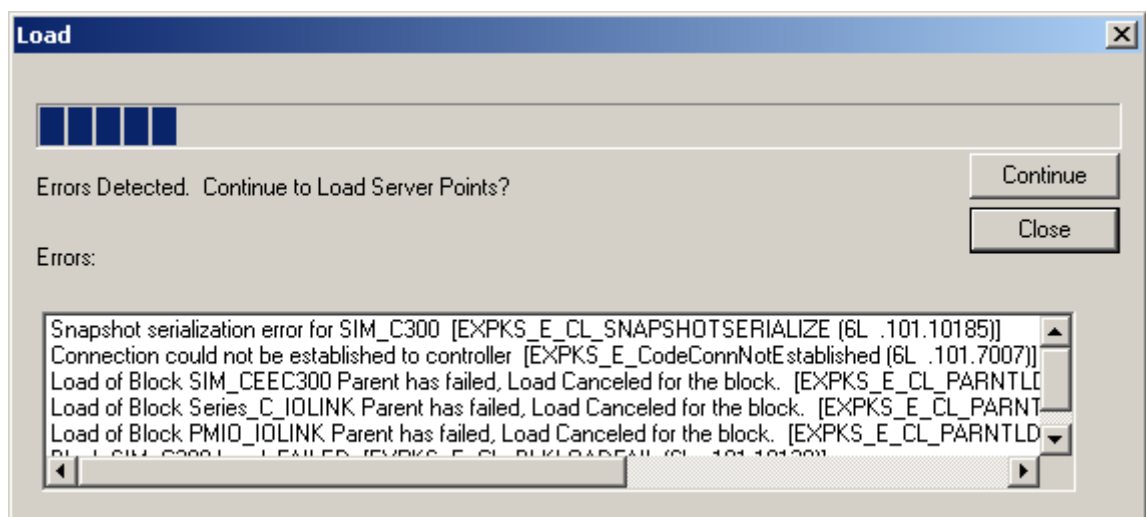 Load
Errors Detected.  Continue to Load Server Points?
Continue
Close
Errors:
Snapshot serialization error for SIM_C300  [EXPKS_E_CL_SNAPSHOTSERIALIZE (6L  .101.10185)]
Connection could not be established to controller  [EXPKS_E_CodeConnNotEstablished (6L  .101.7007)]
Load of Block SIM_CEEC300 Parent has failed, Load Canceled for the block.  [EXPKS_E_CL_PARNTLD
Load of Block Series_C_IOLINK Parent has failed, Load Canceled for the block.  [EXPKS_E_CL_PARNT
Load of Block PMIO_IOLINK Parent has failed, Load Canceled for the block.  [EXPKS_E_CL_PARNTLD